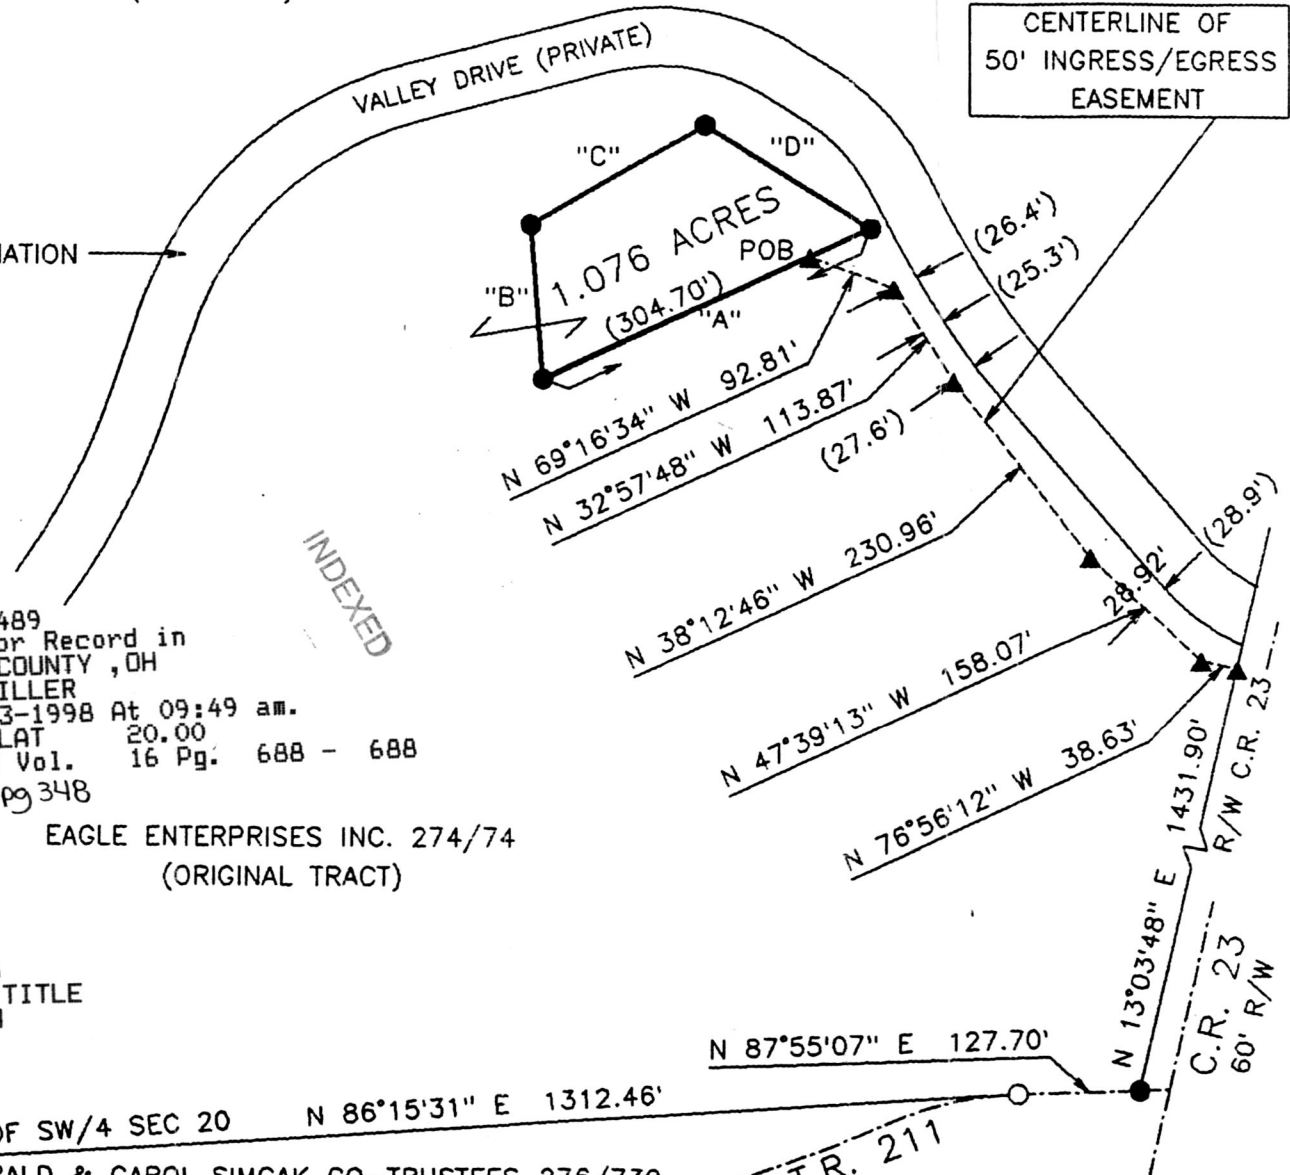 CENTERLINE OF
50' INGRESS/EGRESS
EASEMENT
VALLEY DRIVE (PRIVATE)
"C"
"D"
1.076 ACRES
POB
"B"
(304.70')
"A"
(26.4')
(25.3')
N 69°16'34" W 92.81'
N 32°57'48" W 113.87'
(27.6')
N 38°12'46" W 230.96'
(28.9')
28.92'
N 47°39'13" W 158.07'
N 76°56'12" W 38.63'
INDEXED
489
or Record in
COUNTY ,OH
ILLER
3-1998 At 09:49 am.
LAT 20.00
Vol. 16 Pg. 688 - 688
pg 348
EAGLE ENTERPRISES INC. 274/74
(ORIGINAL TRACT)
TITLE
N 13°03'48" E 1431.90'
R/W C.R. 23
C.R. 23
60' R/W
N 87°55'07" E 127.70'
OF SW/4 SEC 20 N 86°15'31" E 1312.46'
T.R. 211